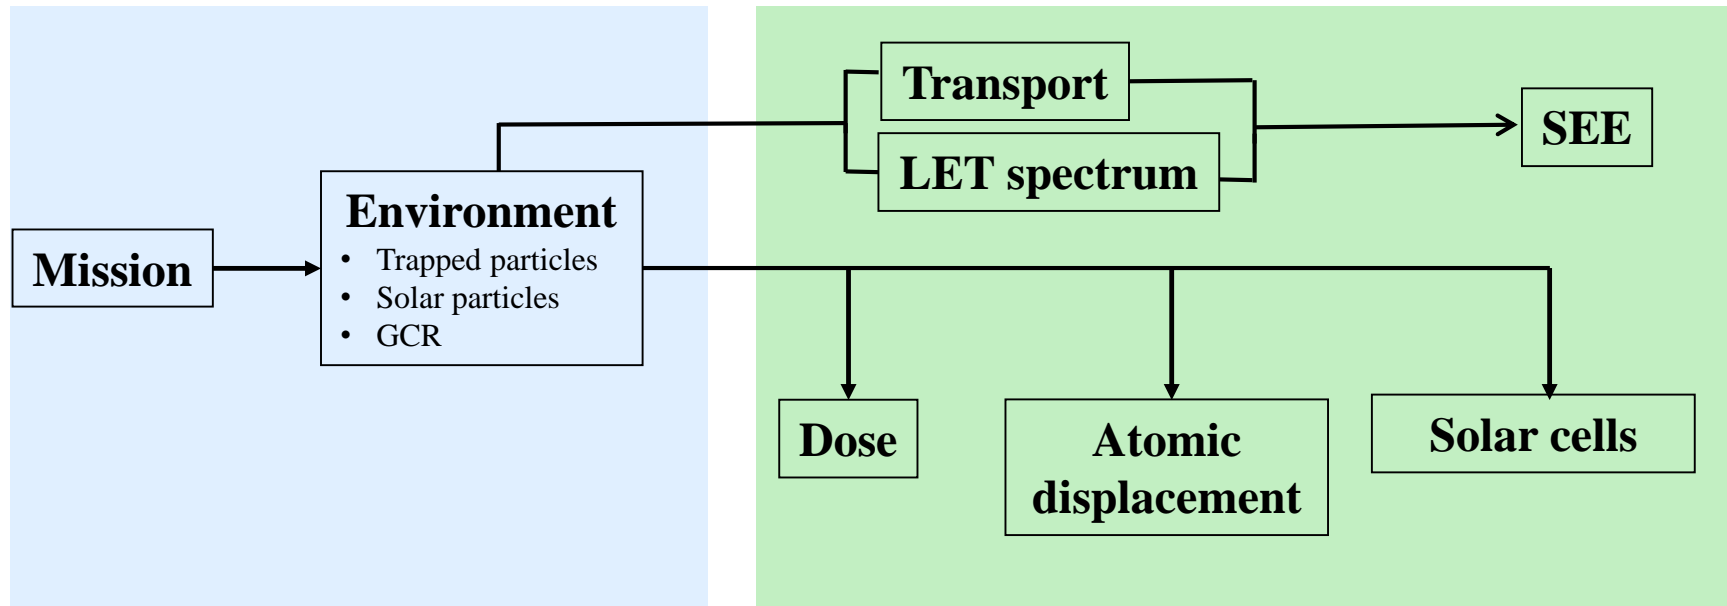 Mission
Environment
• Trapped particles
• Solar particles
• GCR
Transport
LET spectrum
SEE
Dose
Atomic
displacement
Solar cells